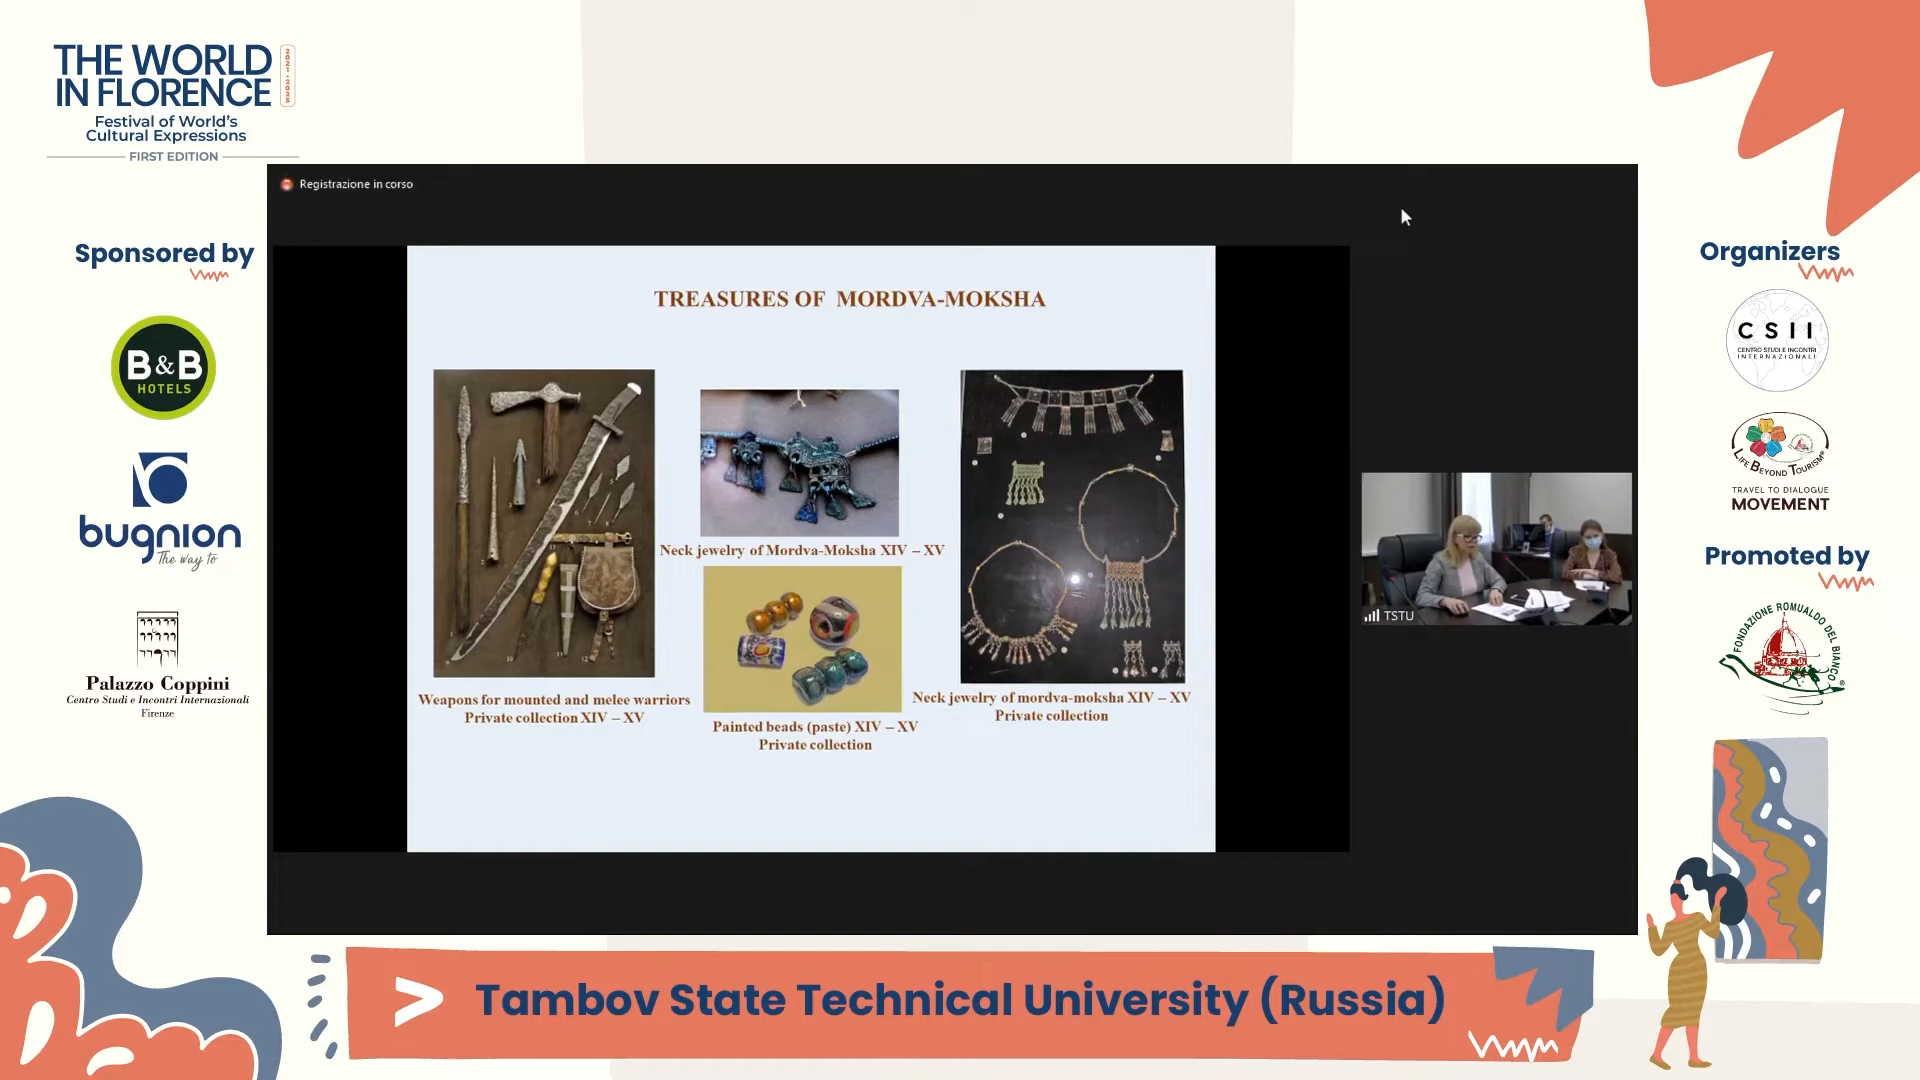 THE WORLD
IN FLORENCE
2021-2025
Festival of World's
Cultural Expressions
FIRST EDITION
Registrazione in corso
Sponsored by
B&B
HOTELS
bugnion
The way to
Palazzo Coppini
Centro Studi e Incontri Internazionali
Firenze
TREASURES OF MORDVA-MOKSHA
Neck jewelry of Mordva-Moksha XIV – XV
Weapons for mounted and melee warriors
Private collection XIV – XV
Painted beads (paste) XIV – XV
Private collection
Neck jewelry of mordva-moksha XIV – XV
Private collection
TSTU
Organizers
CSII
CENTRO STUDI E INCONTRI
INTERNAZIONALI
LIFE BEYOND TOURISM®
TRAVEL TO DIALOGUE
MOVEMENT
Promoted by
FONDAZIONE ROMUALDO DEL BIANCO®
> Tambov State Technical University (Russia)